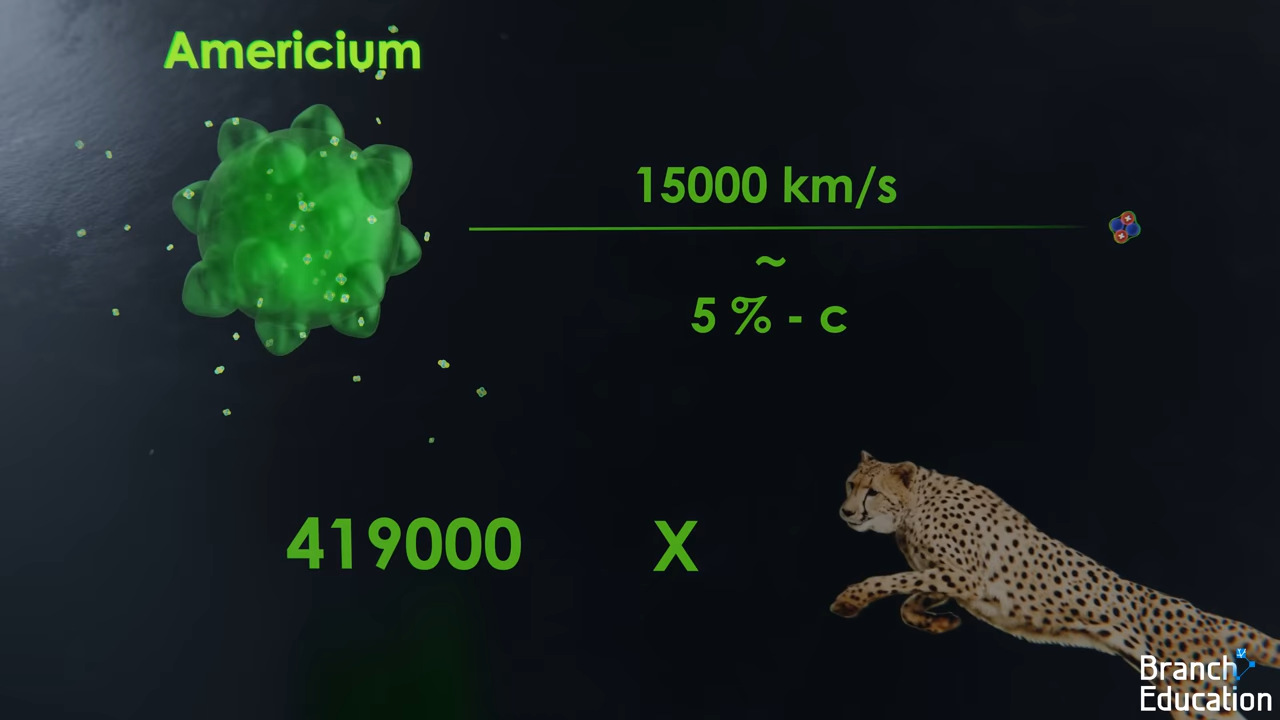 Americium
15000 km/s
~
5 % - c
419000 X
Branch
Education